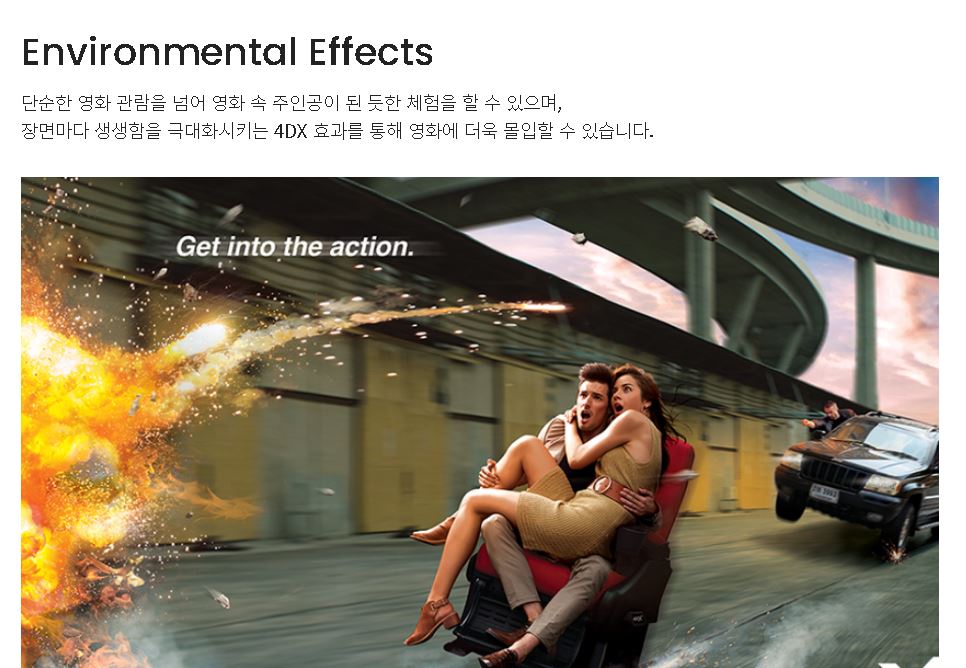 Environmental Effects
단순한 영화 관람을 넘어 영화 속 주인공이 된 듯한 체험을 할 수 있으며,
장면마다 생생함을 극대화시키는 4DX 효과를 통해 영화에 더욱 몰입할 수 있습니다.
Get into the action.